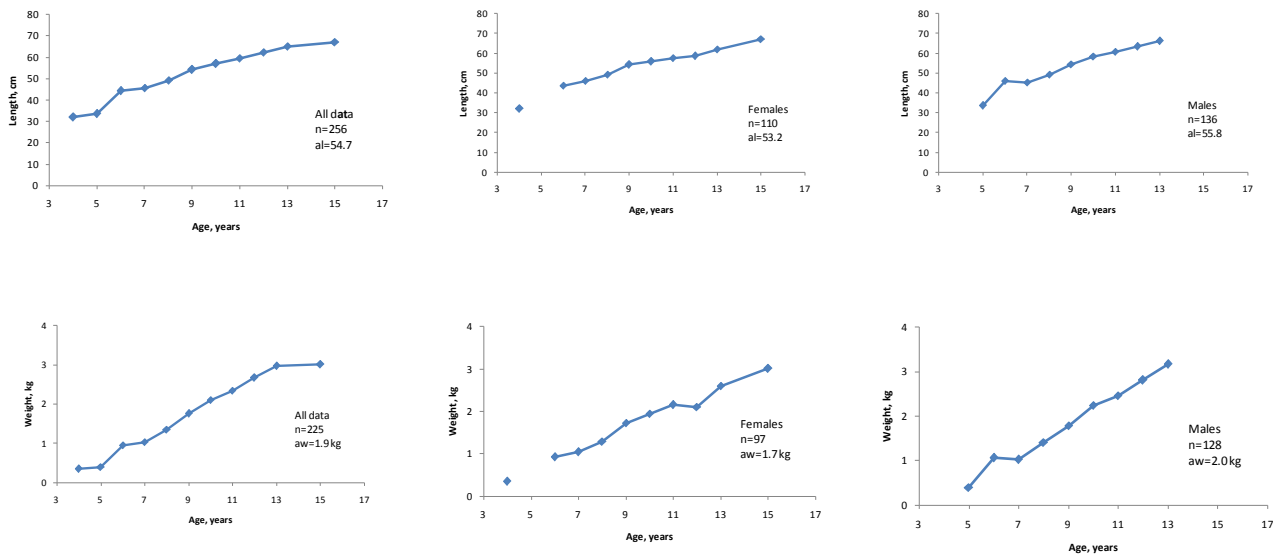 80
70
60
50
40
30
20
10
0
Length, cm
3 5 7 9 11 13 15 17
Age, years
All data
n=256
al=54.7
80
70
60
50
40
30
20
10
0
Length, cm
3 5 7 9 11 13 15 17
Age, years
Females
n=110
al=53.2
80
70
60
50
40
30
20
10
0
Length, cm
3 5 7 9 11 13 15 17
Age, years
Males
n=136
al=55.8
4
3
2
1
0
Weight, kg
3 5 7 9 11 13 15 17
Age, years
All data
n=225
aw=1.9 kg
4
3
2
1
0
Weight, kg
3 5 7 9 11 13 15 17
Age, years
Females
n=97
aw=1.7 kg
4
3
2
1
0
Weight, kg
3 5 7 9 11 13 15 17
Age, years
Males
n=128
aw=2.0 kg